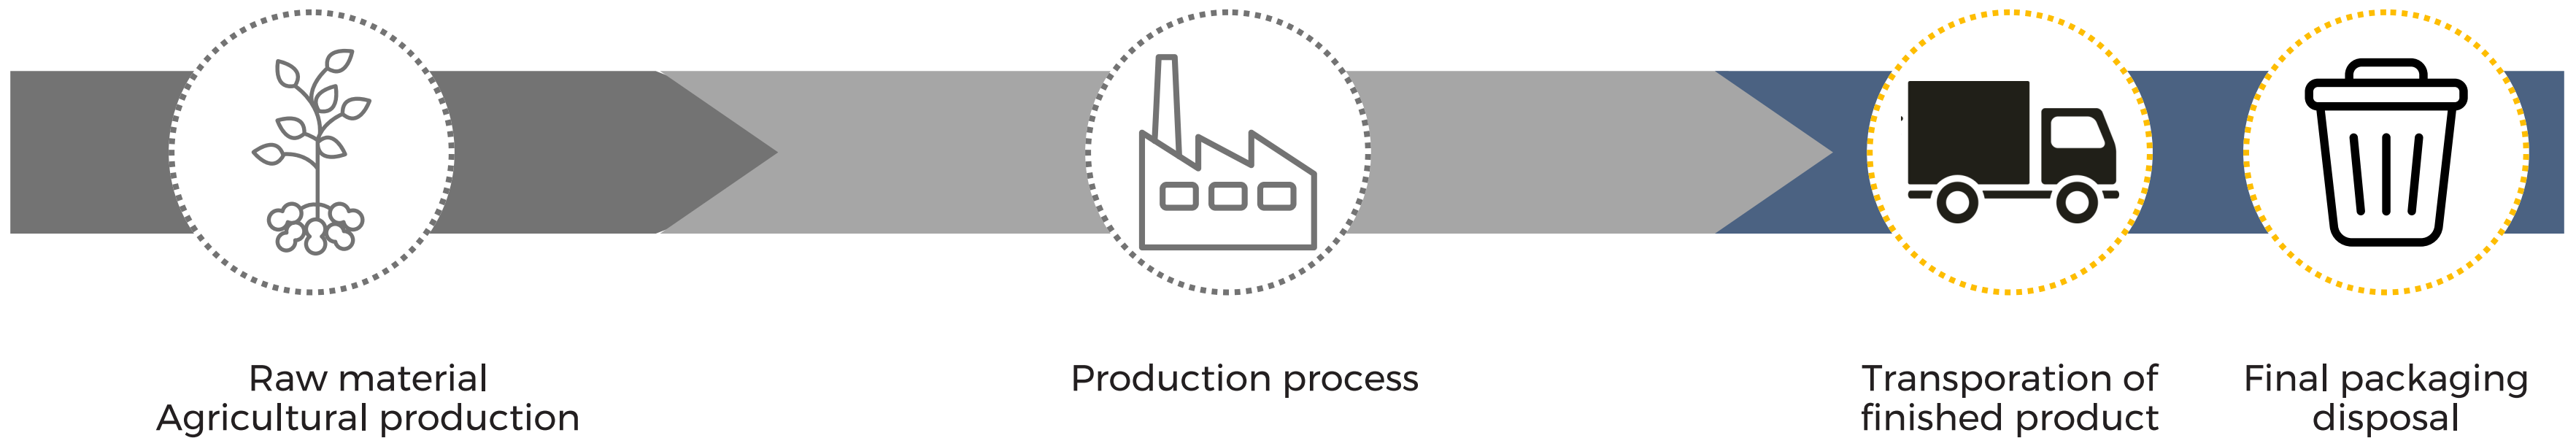 Raw material
Agricultural production
Production process
Transporation of
finished product
Final packaging
disposal